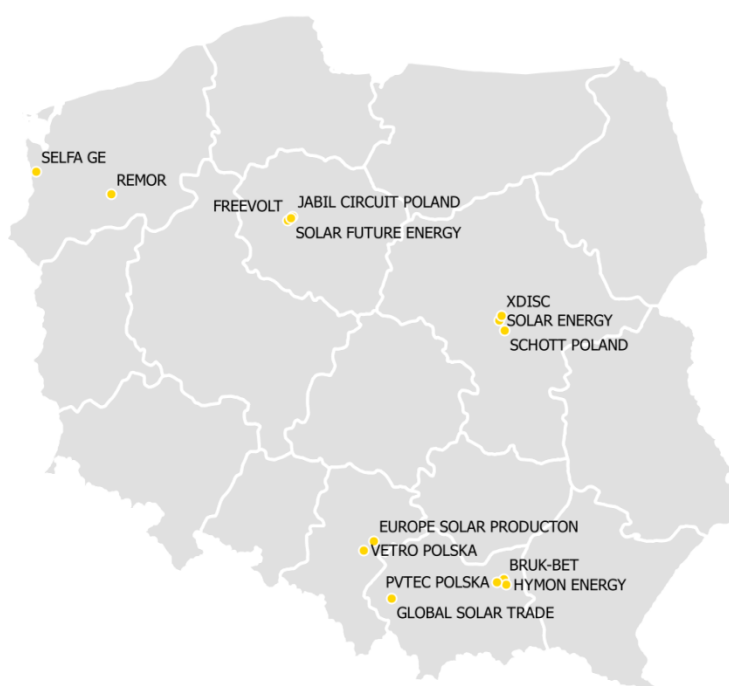 SELFA GE
REMOR
FREEVOLT
JABIL CIRCUIT POLAND
SOLAR FUTURE ENERGY
XDISC
SOLAR ENERGY
SCHOTT POLAND
EUROPE SOLAR PRODUCTON
VETRO POLSKA
BRUK-BET
PVTEC POLSKA
HYMON ENERGY
GLOBAL SOLAR TRADE